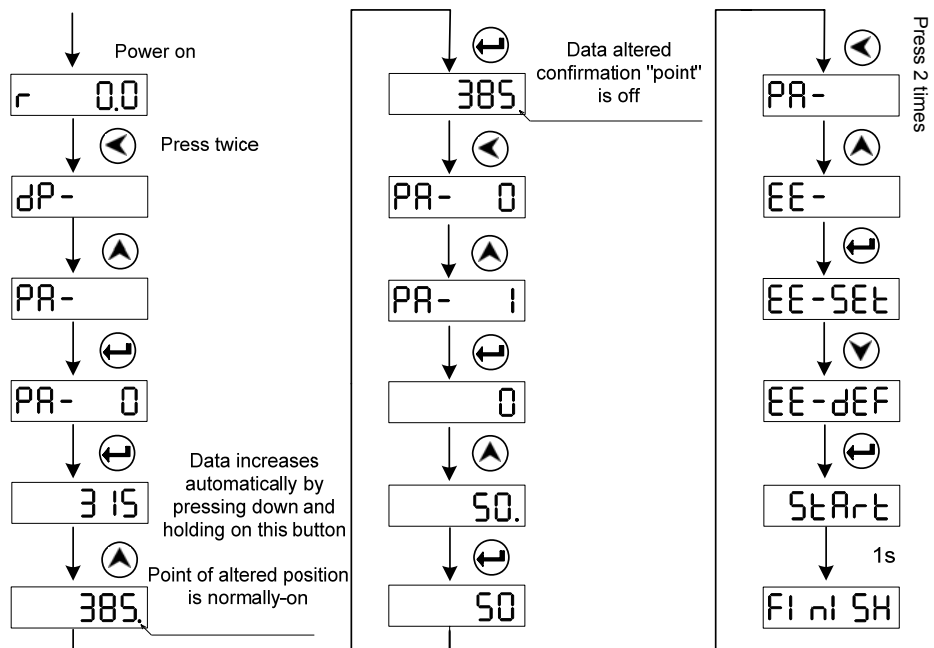 Power on
r 0.0
Press twice
dP-
PA-
PA- 0
315
Data increases
automatically by
pressing down and
holding on this button
385.
Point of altered position
is normally-on
Data altered
confirmation "point"
is off
385
PA- 0
PA- 1
0
50.
50
Press 2 times
PA-
EE-
EE-SEt
EE-dEF
StArt
1s
FInISH